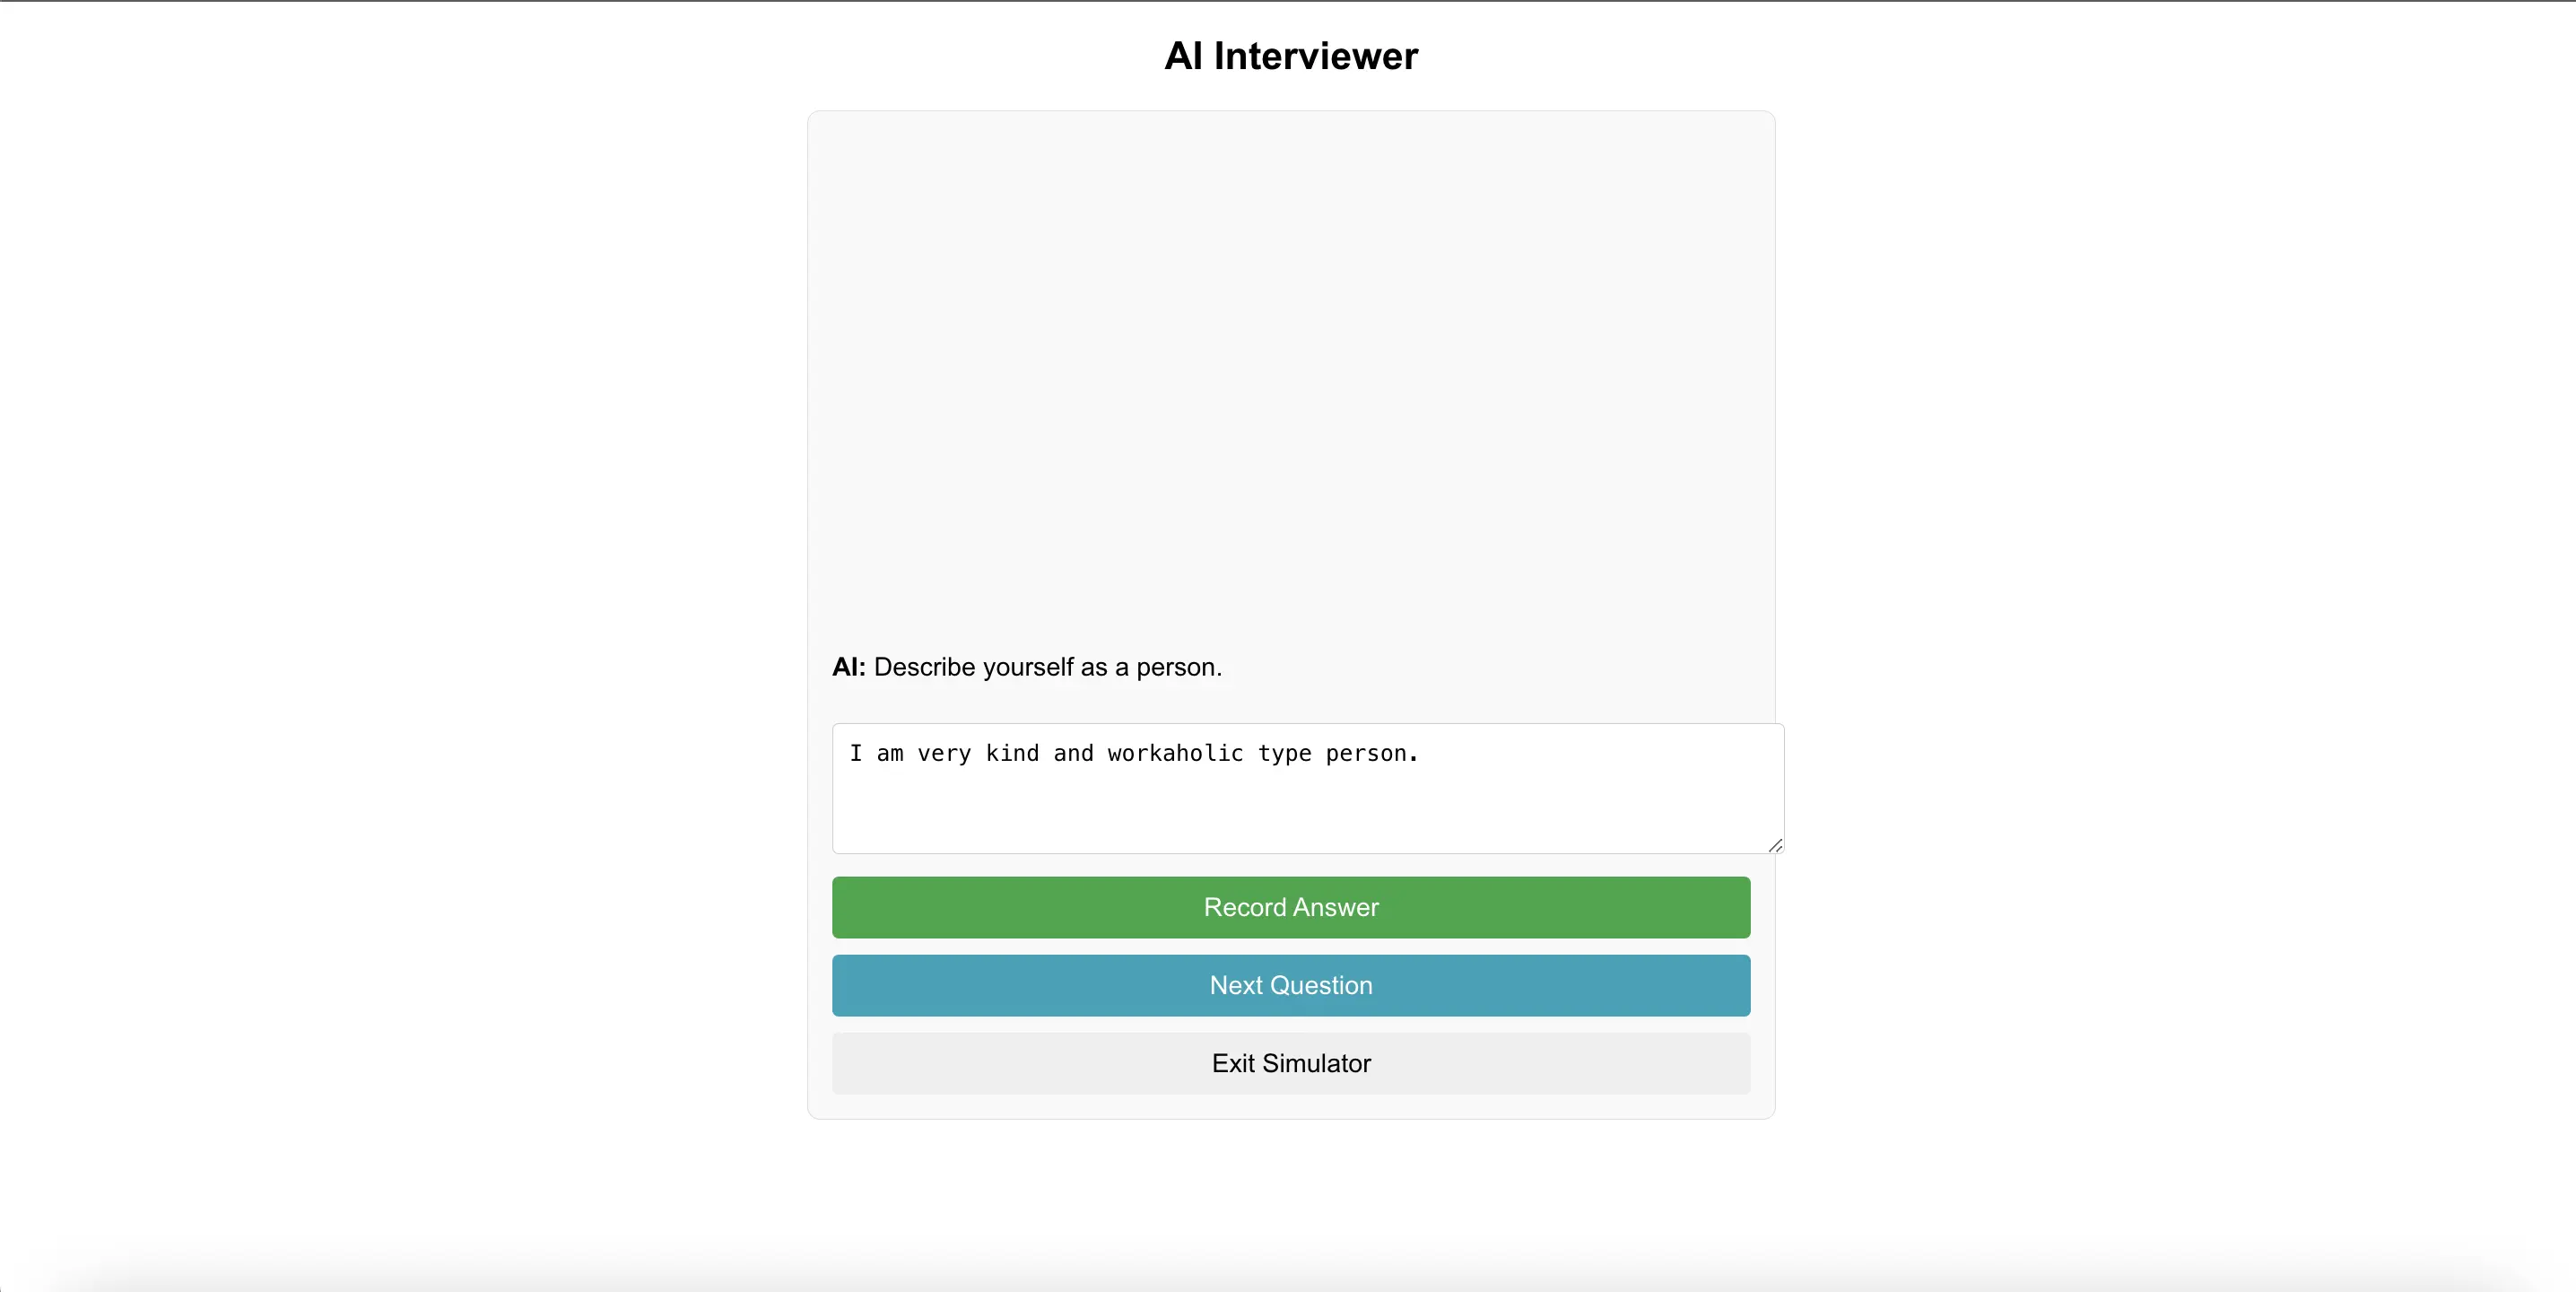 AI Interviewer
AI: Describe yourself as a person.
I am very kind and workaholic type person.
Record Answer
Next Question
Exit Simulator